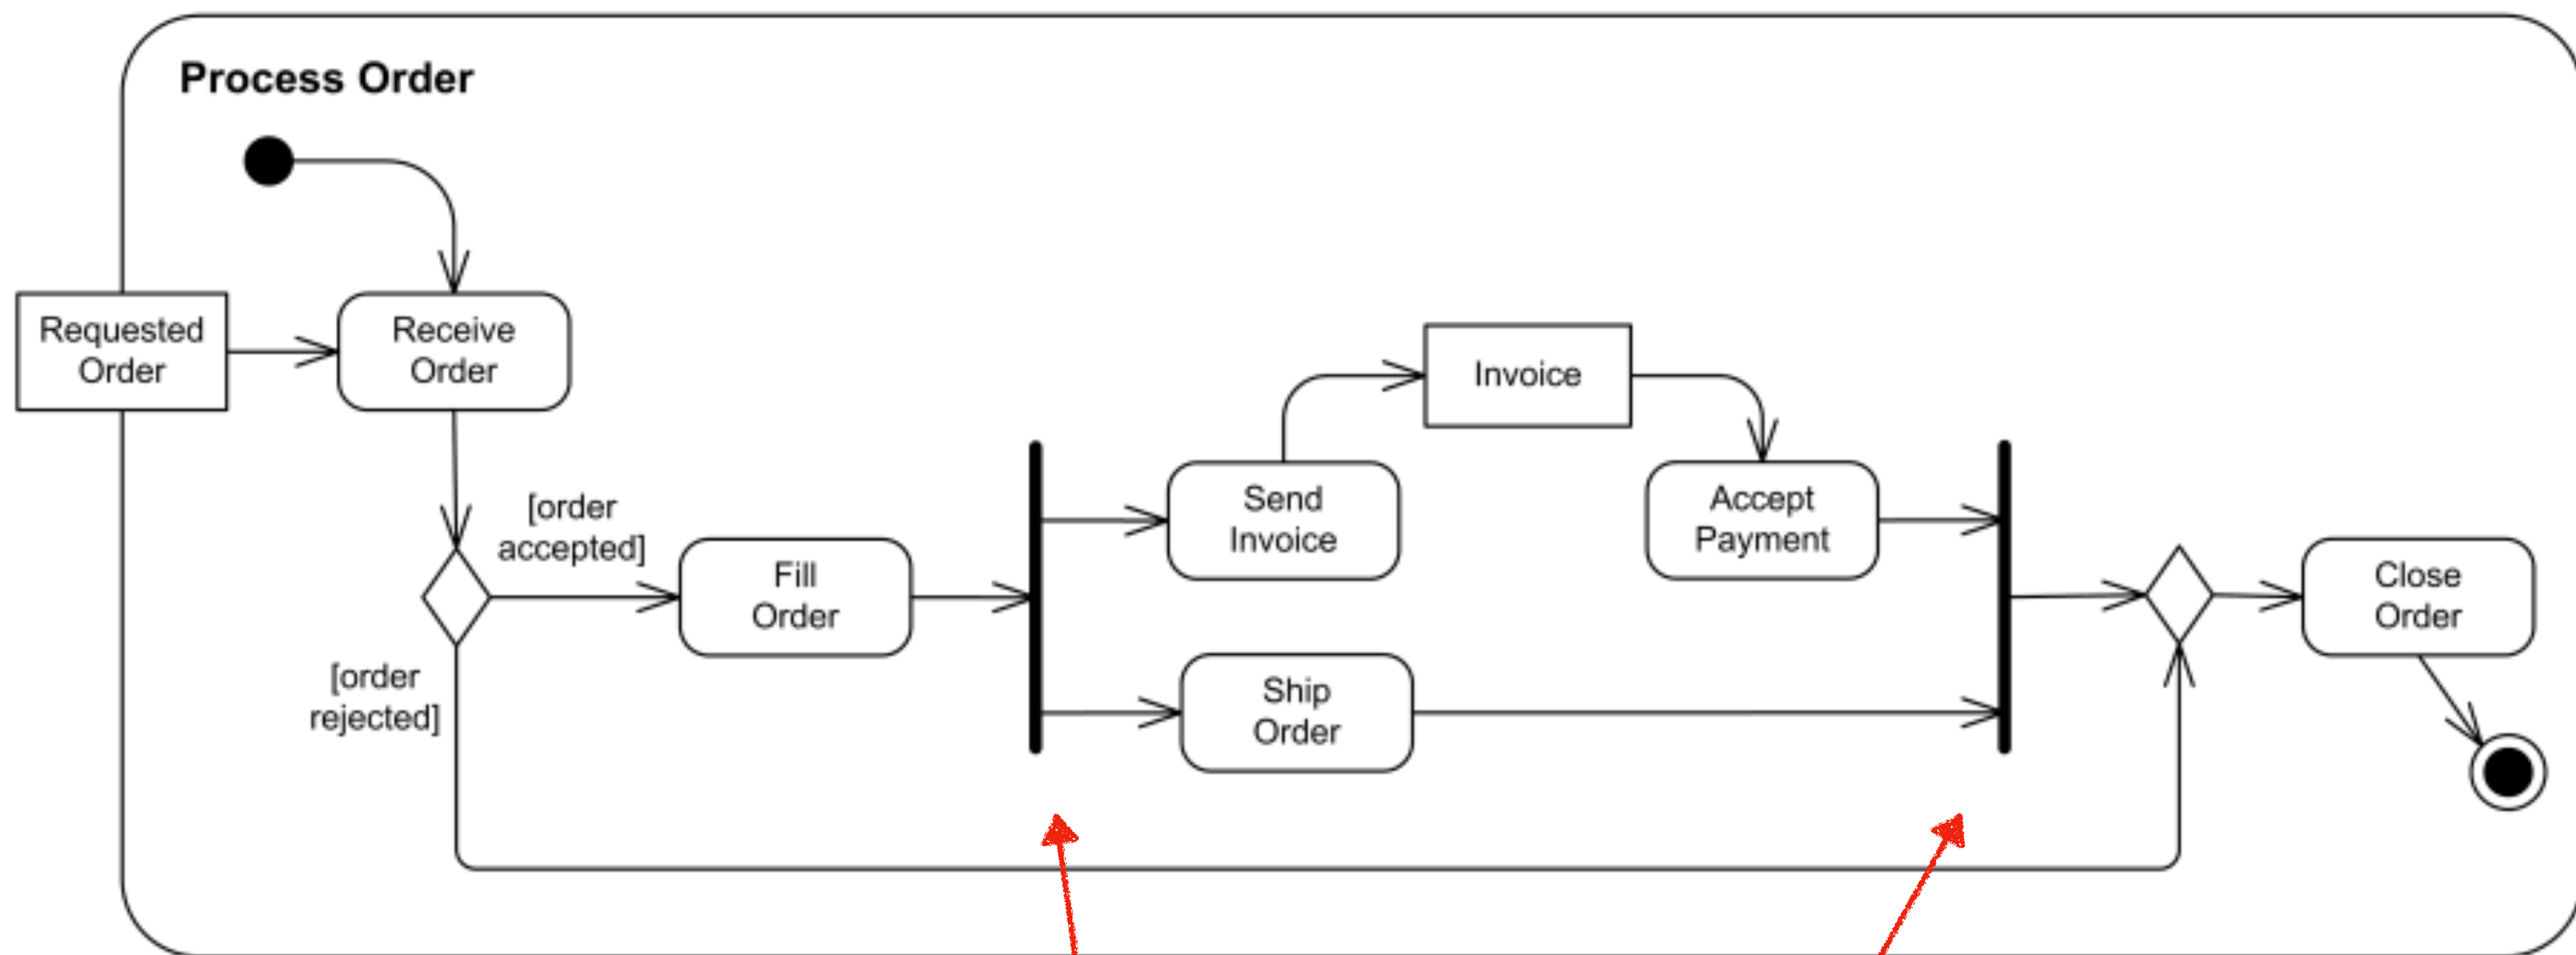 Process Order
Requested
Order
Receive
Order
[order
accepted]
[order
rejected]
Fill
Order
Send
Invoice
Invoice
Accept
Payment
Ship
Order
Close
Order